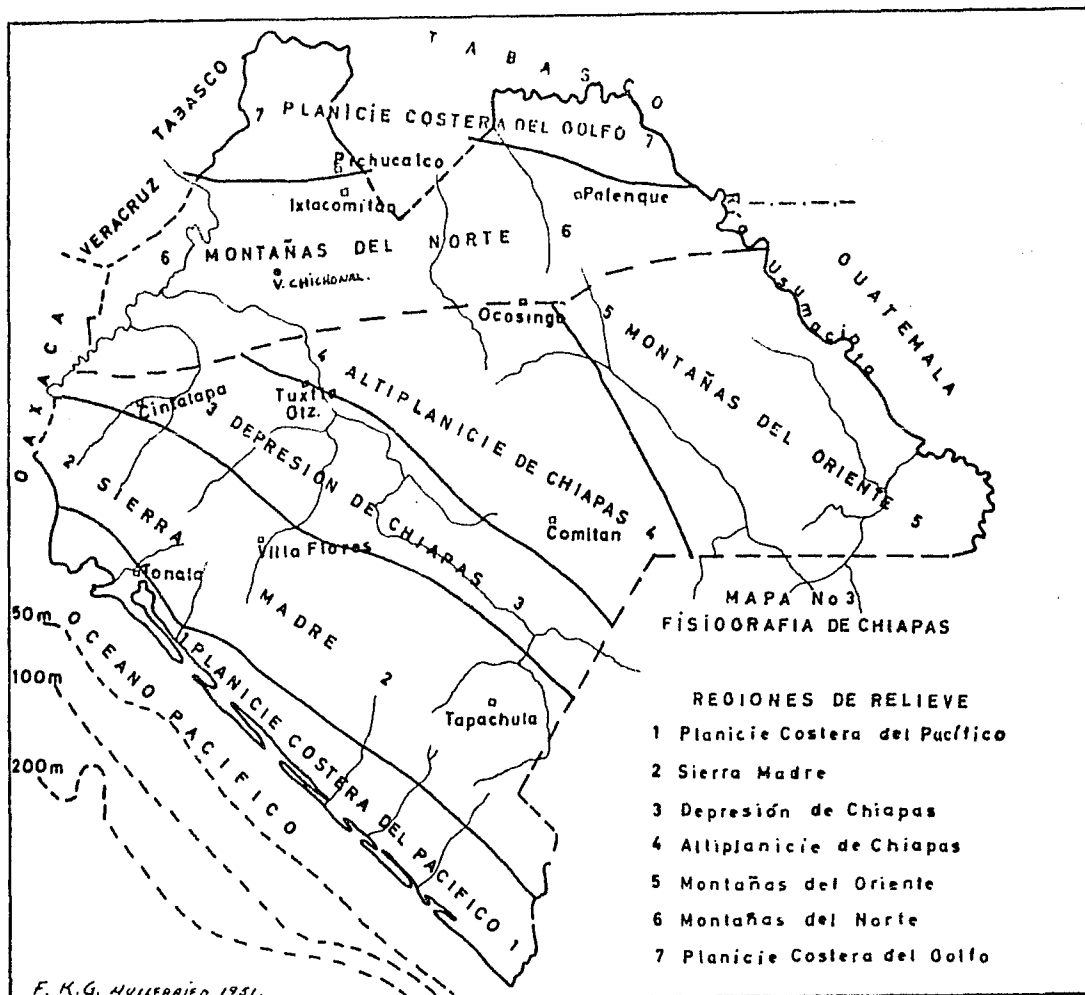 TABASCO
TABASCO
7 PLANICIE COSTERA DEL GOLFO 7
Pichucalco
Ixtacomitán
Palenque
VERACRUZ
6 MONTAÑAS DEL NORTE 6
V. CHICHONAL.
Ocosingo
Usumacinta
GUATEMALA
OAXACA
5 MONTAÑAS DEL ORIENTE 5
4 ALTIPLANICIE DE CHIAPAS 4
Cintalapa
Tuxtla
Gtz.
3 DEPRESIÓN DE CHIAPAS 3
Comitan
2 SIERRA MADRE 2
Villa Flores
Tonala
Tapachula
1 PLANICIE COSTERA DEL PACIFICO 1
OCEANO PACIFICO
50m
100m
200m
MAPA No 3
FISIOGRAFIA DE CHIAPAS
REGIONES DE RELIEVE
1 Planicie Costera del Pacífico
2 Sierra Madre
3 Depresión de Chiapas
4 Altiplanicie de Chiapas
5 Montañas del Oriente
6 Montañas del Norte
7 Planicie Costera del Golfo
F. K.G. 1951.